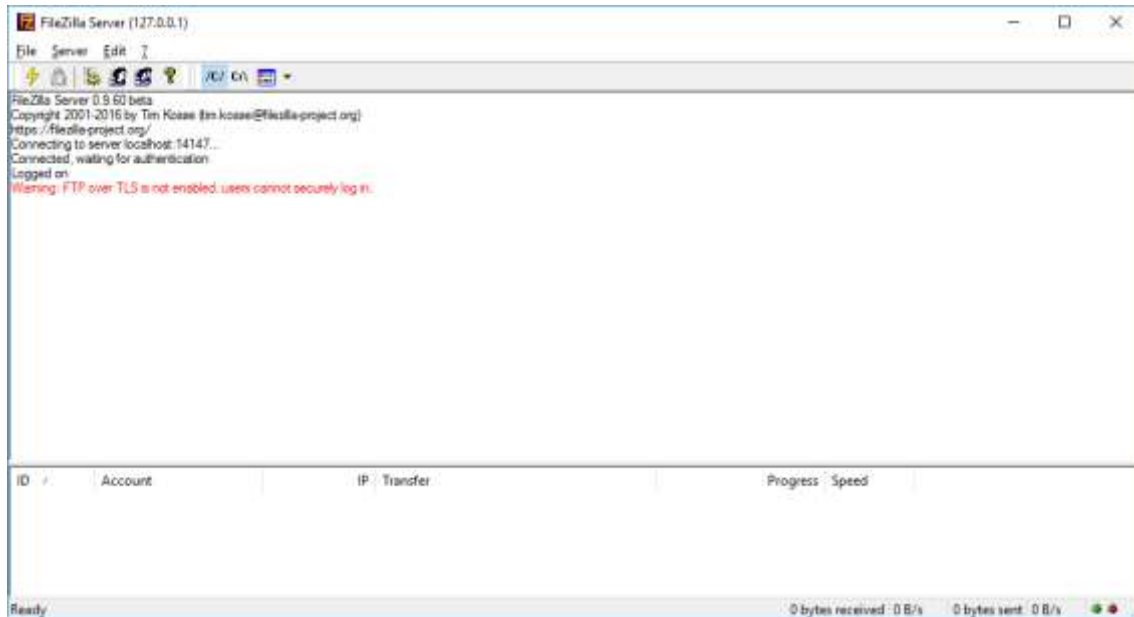 FileZilla Server (127.0.0.1)
File Server Edit ?
/C/ C:\
FileZilla Server 0.9.60 beta
Copyright 2001-2016 by Tim Kosse (tim.kosse@filezilla-project.org)
https://filezilla-project.org/
Connecting to server localhost:14147...
Connected, waiting for authentication
Logged on
Warning: FTP over TLS is not enabled, users cannot securely log in.
ID / Account IP Transfer Progress Speed
Ready 0 bytes received 0 B/s 0 bytes sent 0 B/s